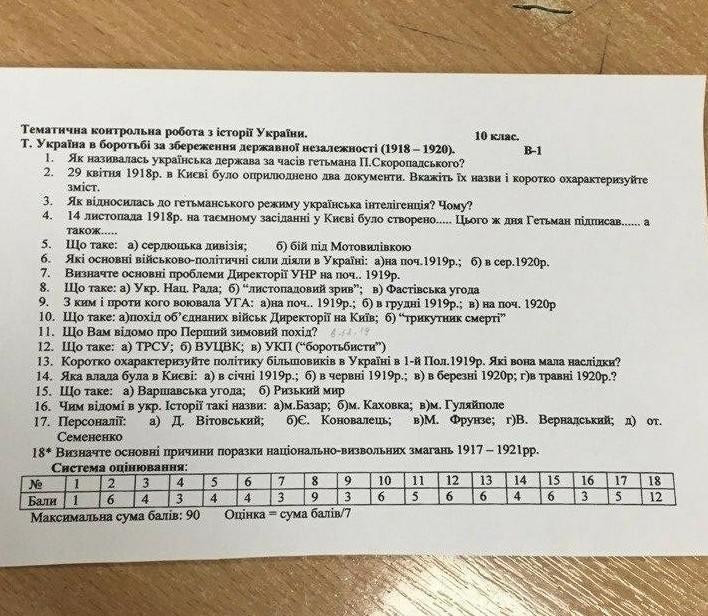 Тематична контрольна робота з історії України. 10 клас.
Т. Україна в боротьбі за збереження державної незалежності (1918 – 1920). В-1
1. Як називалась українська держава за часів гетьмана П.Скоропадського?
2. 29 квітня 1918р. в Києві було оприлюднено два документи. Вкажіть їх назви і коротко охарактеризуйте
зміст.
3. Як відносилась до гетьманського режиму українська інтелігенція? Чому?
4. 14 листопада 1918р. на таємному засіданні у Києві було створено..... Цього ж дня Гетьман підписав...... а
також.....
5. Що таке: а) сердюцька дивізія; б) бій під Мотовилівкою
6. Які основні військово-політичні сили діяли в Україні: а)на поч.1919р.; б) в сер.1920р.
7. Визначте основні проблеми Директорії УНР на поч.. 1919р.
8. Що таке: а) Укр. Нац. Рада; б) “листопадовий зрив”; в) Фастівська угода
9. З ким і проти кого воювала УГА: а)на поч.. 1919р.; б) в грудні 1919р.; в) на поч. 1920р
10. Що таке: а)похід об’єднаних військ Директорії на Київ; б) “трикутник смерті”
11. Що Вам відомо про Перший зимовий похід?
12. Що таке: а) ТРСУ; б) ВУЦВК; в) УКП (“боротьбисти”)
13. Коротко охарактеризуйте політику більшовиків в Україні в 1-й Пол.1919р. Які вона мала наслідки?
14. Яка влада була в Києві: а) в січні 1919р.; б) в червні 1919р.; в) в березні 1920р; г)в травні 1920р.?
15. Що таке: а) Варшавська угода; б) Ризький мир
16. Чим відомі в укр. Історії такі назви: а)м.Базар; б)м. Каховка; в)м. Гуляйполе
17. Персоналії: а) Д. Вітовський; б)Є. Коновалець; в)М. Фрунзе; г)В. Вернадський; д) от.
Семененко
18* Визначте основні причини поразки національно-визвольних змагань 1917 – 1921рр.
Система оцінювання:
№ 1 2 3 4 5 6 7 8 9 10 11 12 13 14 15 16 17 18
Бали 1 6 4 3 4 4 3 9 3 6 5 6 6 4 6 3 5 12
Максимальна сума балів: 90 Оцінка = сума балів/7